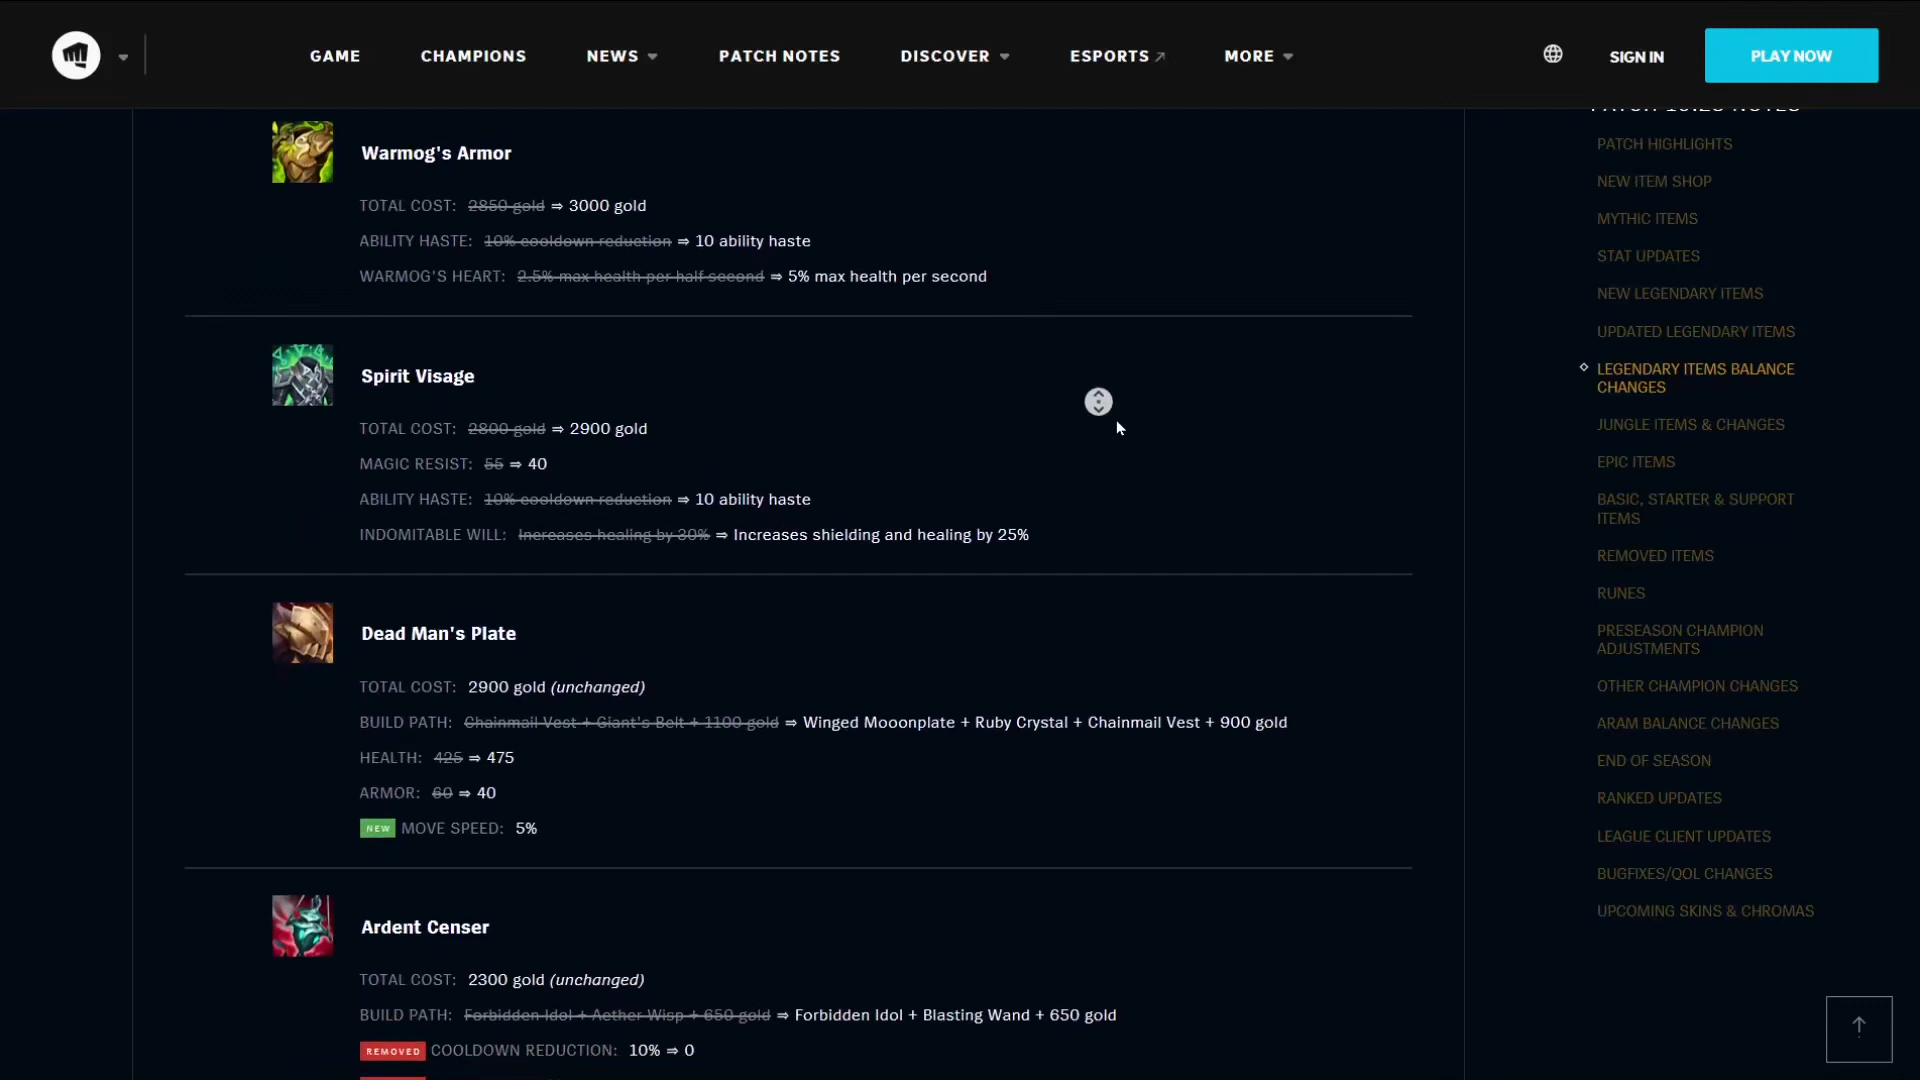 GAME
CHAMPIONS
NEWS
PATCH NOTES
DISCOVER
ESPORTS
MORE
SIGN IN
PLAY NOW
Warmog's Armor
TOTAL COST: 2850 gold ⇒ 3000 gold
ABILITY HASTE: 10% cooldown reduction ⇒ 10 ability haste
WARMOG'S HEART: 2.5% max health per half second ⇒ 5% max health per second
Spirit Visage
TOTAL COST: 2800 gold ⇒ 2900 gold
MAGIC RESIST: 55 ⇒ 40
ABILITY HASTE: 10% cooldown reduction ⇒ 10 ability haste
INDOMITABLE WILL: Increases healing by 30% ⇒ Increases shielding and healing by 25%
Dead Man's Plate
TOTAL COST: 2900 gold (unchanged)
BUILD PATH: Chainmail Vest + Giant's Belt + 1100 gold ⇒ Winged Mooonplate + Ruby Crystal + Chainmail Vest + 900 gold
HEALTH: 425 ⇒ 475
ARMOR: 60 ⇒ 40
NEW MOVE SPEED: 5%
Ardent Censer
TOTAL COST: 2300 gold (unchanged)
BUILD PATH: Forbidden Idol + Aether Wisp + 650 gold ⇒ Forbidden Idol + Blasting Wand + 650 gold
REMOVED COOLDOWN REDUCTION: 10% ⇒ 0
PATCH HIGHLIGHTS
NEW ITEM SHOP
MYTHIC ITEMS
STAT UPDATES
NEW LEGENDARY ITEMS
UPDATED LEGENDARY ITEMS
LEGENDARY ITEMS BALANCE
CHANGES
JUNGLE ITEMS & CHANGES
EPIC ITEMS
BASIC, STARTER & SUPPORT
ITEMS
REMOVED ITEMS
RUNES
PRESEASON CHAMPION
ADJUSTMENTS
OTHER CHAMPION CHANGES
ARAM BALANCE CHANGES
END OF SEASON
RANKED UPDATES
LEAGUE CLIENT UPDATES
BUGFIXES/QOL CHANGES
UPCOMING SKINS & CHROMAS